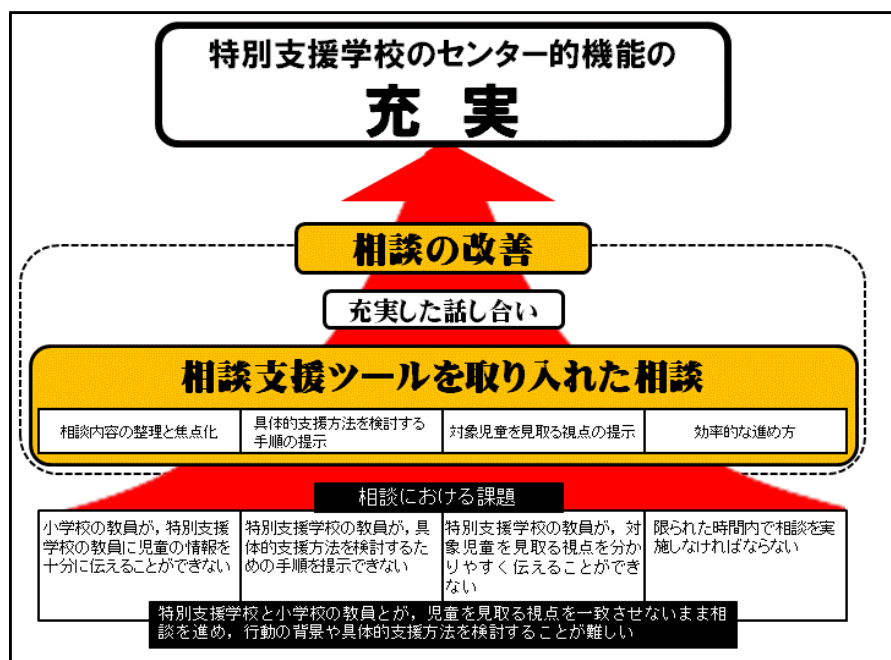 特別支援学校のセンター的機能の
充 実
相談の改善
充実した話し合い
相談支援ツールを取り入れた相談
相談内容の整理と焦点化
具体的支援方法を検討する
手順の提示
対象児童を見取る視点の提示
効率的な進め方
相談における課題
小学校の教員が，特別支援
学校の教員に児童の情報を
十分に伝えることができない
特別支援学校の教員が，具
体的支援方法を検討するた
めの手順を提示できない
特別支援学校の教員が，対
象児童を見取る視点を分か
りやすく伝えることができ
ない
限られた時間内で相談を実
施しなければならない
特別支援学校と小学校の教員とが，児童を見取る視点を一致させないまま相
談を進め，行動の背景や具体的支援方法を検討することが難しい